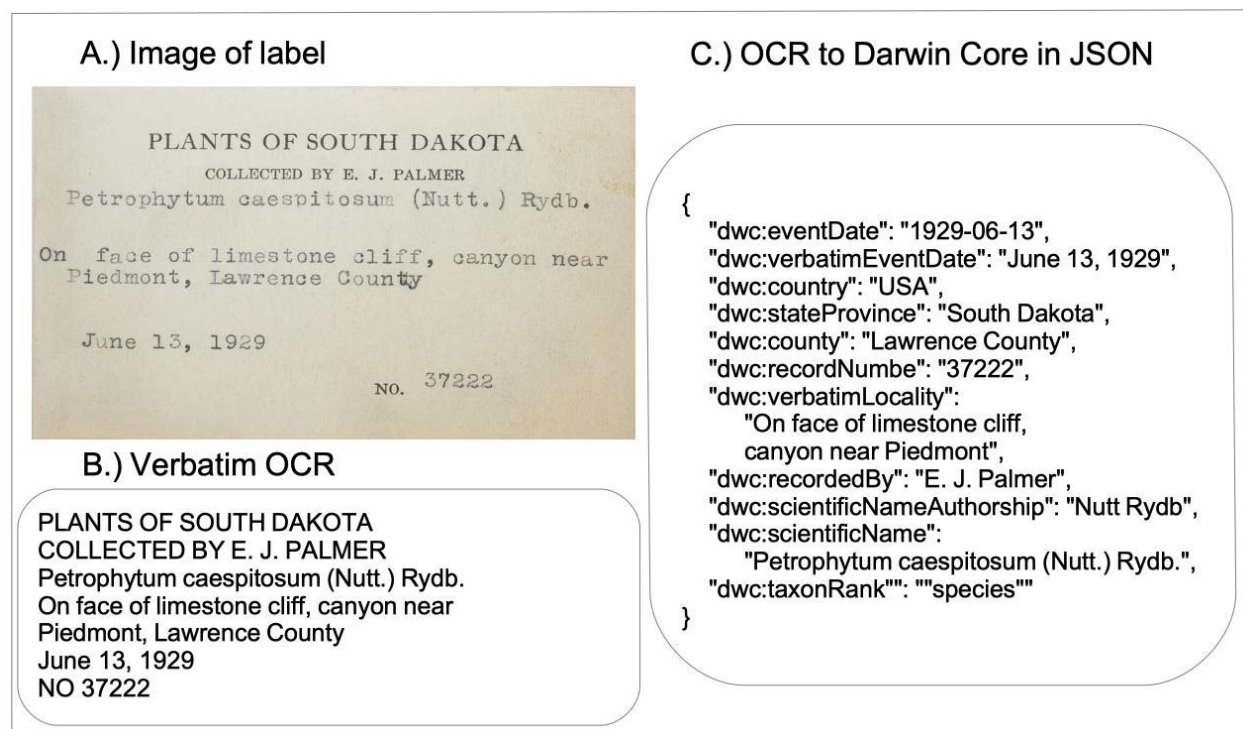 A.) Image of label
PLANTS OF SOUTH DAKOTA
COLLECTED BY E. J. PALMER
Petrophytum caespitosum (Nutt.) Rydb.
On face of limestone cliff, canyon near
Piedmont, Lawrence County
June 13, 1929
NO. 37222
B.) Verbatim OCR
PLANTS OF SOUTH DAKOTA
COLLECTED BY E. J. PALMER
Petrophytum caespitosum (Nutt.) Rydb.
On face of limestone cliff, canyon near
Piedmont, Lawrence County
June 13, 1929
NO 37222
C.) OCR to Darwin Core in JSON
{
"dwc:eventDate": "1929-06-13",
"dwc:verbatimEventDate": "June 13, 1929",
"dwc:country": "USA",
"dwc:stateProvince": "South Dakota",
"dwc:county": "Lawrence County",
"dwc:recordNumbe": "37222",
"dwc:verbatimLocality":
"On face of limestone cliff,
canyon near Piedmont",
"dwc:recordedBy": "E. J. Palmer",
"dwc:scientificNameAuthorship": "Nutt Rydb",
"dwc:scientificName":
"Petrophytum caespitosum (Nutt.) Rydb.",
"dwc:taxonRank"": ""species""
}